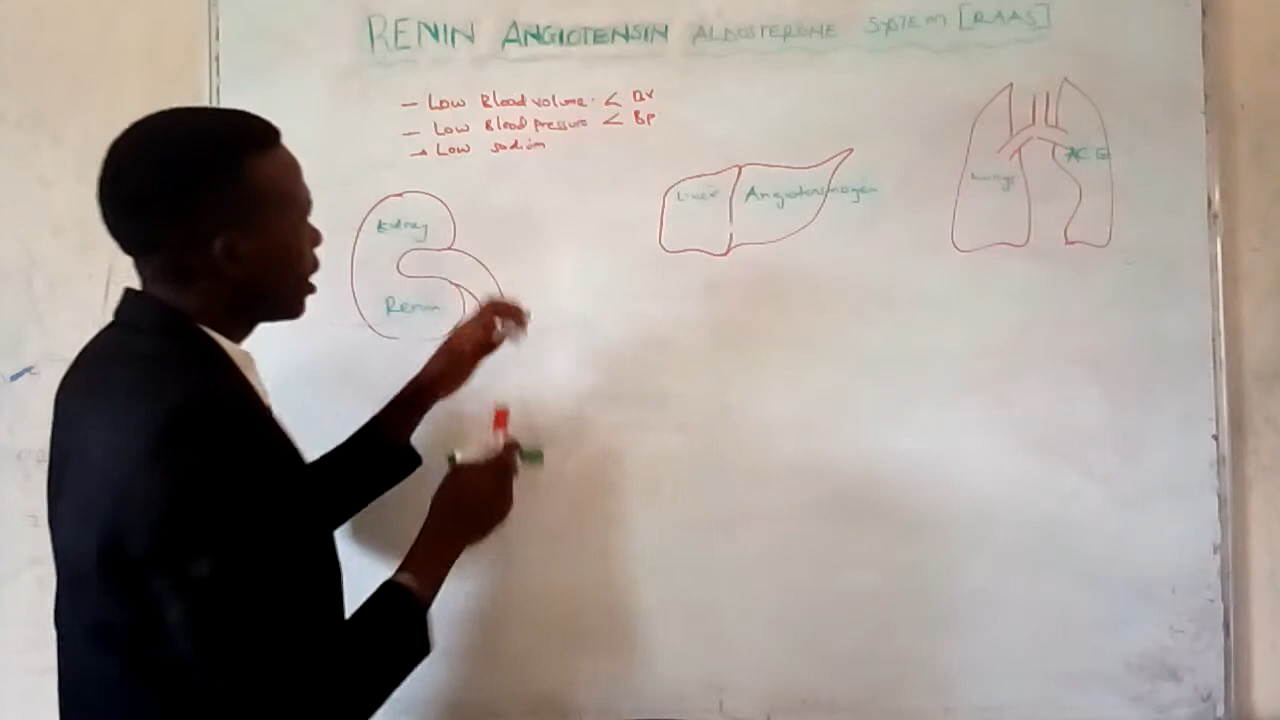 RENIN ANGIOTENSIN ALDOSTERONE SYSTEM [RAAS]
- Low Blood volume. < BV
- Low Blood pressure < BP
- Low sodium
Kidney
Renin
Liver
Angiotensinogen
Lungs
ACE